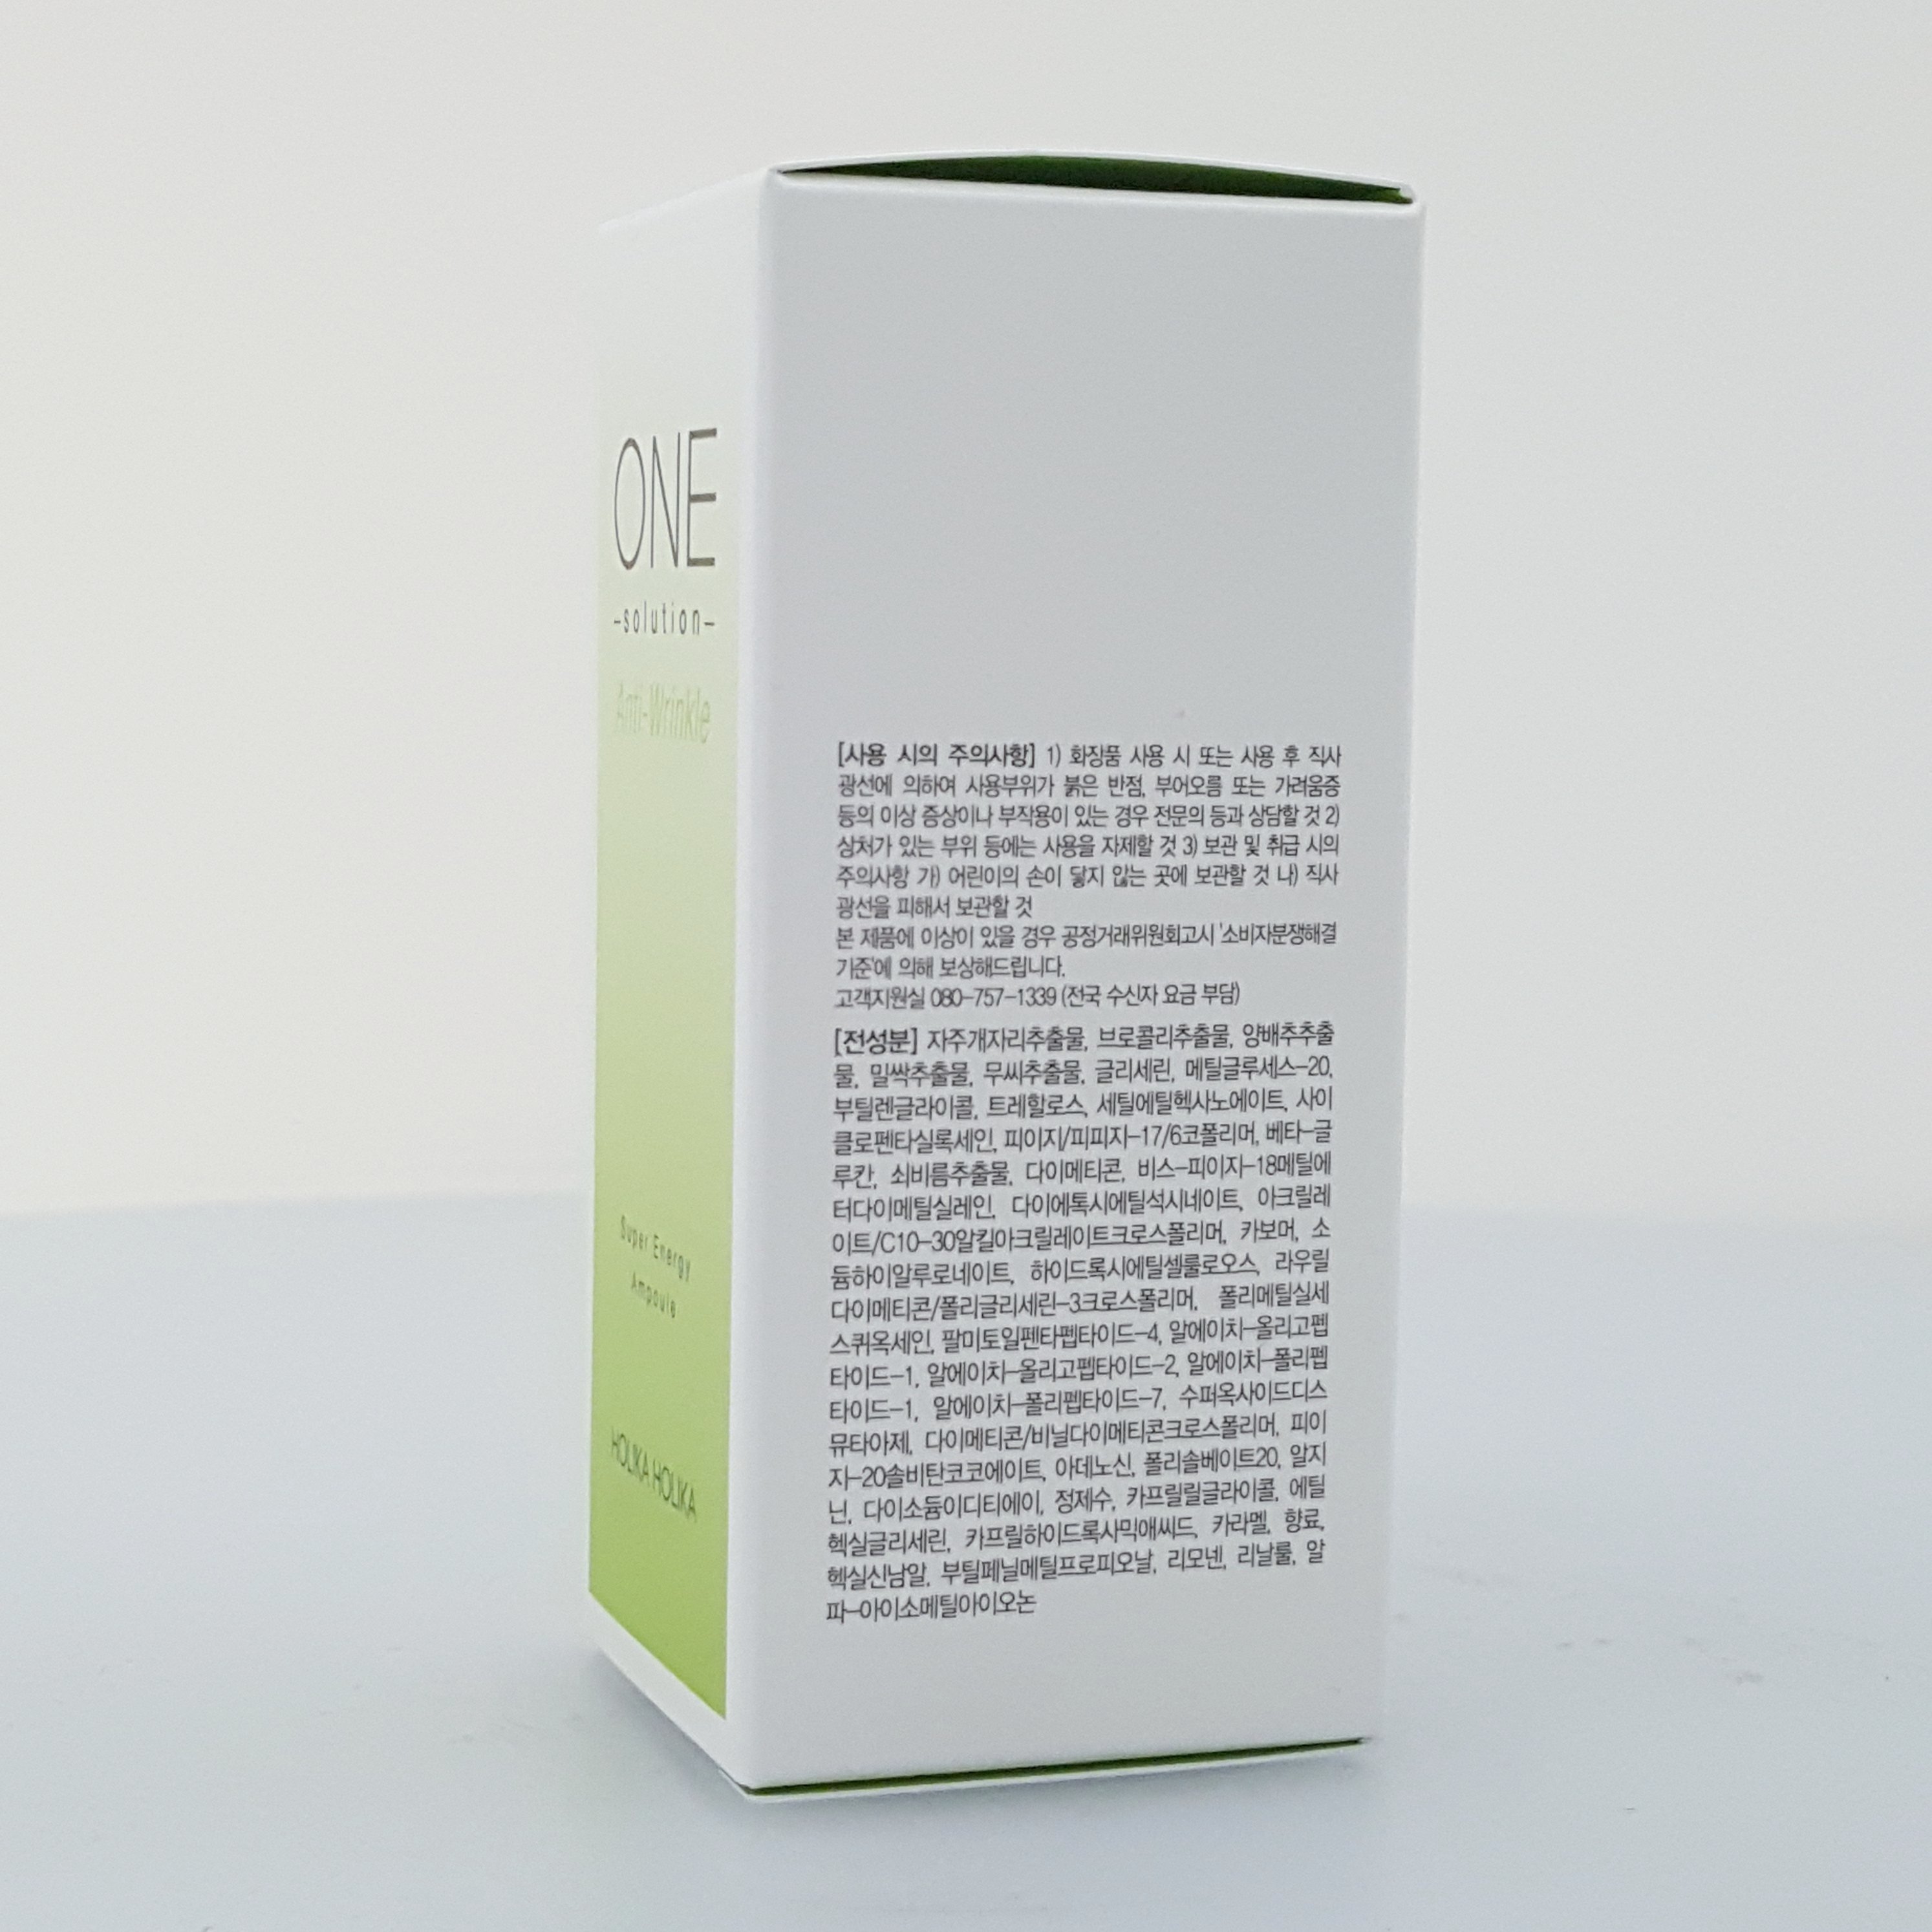 ONE
-solution-
Anti-Wrinkle
Super Energy
Ampoule
HOLIKA HOLIKA
[사용 시의 주의사항] 1) 화장품 사용 시 또는 사용 후 직사
광선에 의하여 사용부위가 붉은 반점, 부어오름 또는 가려움증
등의 이상 증상이나 부작용이 있는 경우 전문의 등과 상담할 것 2)
상처가 있는 부위 등에는 사용을 자제할 것 3) 보관 및 취급 시의
주의사항 가) 어린이의 손이 닿지 않는 곳에 보관할 것 나) 직사
광선을 피해서 보관할 것
본 제품에 이상이 있을 경우 공정거래위원회고시 '소비자분쟁해결
기준'에 의해 보상해드립니다.
고객지원실 080-757-1339 (전국 수신자 요금 부담)
[전성분] 자주개자리추출물, 브로콜리추출물, 양배추추출
물, 밀싹추출물, 무씨추출물, 글리세린, 메틸글루세스-20,
부틸렌글라이콜, 트레할로스, 세틸에틸헥사노에이트, 사이
클로펜타실록세인, 피이지/피피지-17/6코폴리머, 베타-글
루칸, 쇠비름추출물, 다이메티콘, 비스-피이지-18메틸에
터다이메틸실레인, 다이에톡시에틸석시네이트, 아크릴레
이트/C10-30알킬아크릴레이트크로스폴리머, 카보머, 소
듐하이알루로네이트, 하이드록시에틸셀룰로오스, 라우릴
다이메티콘/폴리글리세린-3크로스폴리머, 폴리메틸실세
스퀴옥세인, 팔미토일펜타펩타이드-4, 알에이치-올리고펩
타이드-1, 알에이치-올리고펩타이드-2, 알에이치-폴리펩
타이드-1, 알에이치-폴리펩타이드-7, 수퍼옥사이드디스
뮤타아제, 다이메티콘/비닐다이메티콘크로스폴리머, 피이
지-20솔비탄코코에이트, 아데노신, 폴리솔베이트20, 알지
닌, 다이소듐이디티에이, 정제수, 카프릴릴글라이콜, 에틸
헥실글리세린, 카프릴하이드록사믹애씨드, 카라멜, 향료,
헥실신남알, 부틸페닐메틸프로피오날, 리모넨, 리날룰, 알
파-아이소메틸아이오논